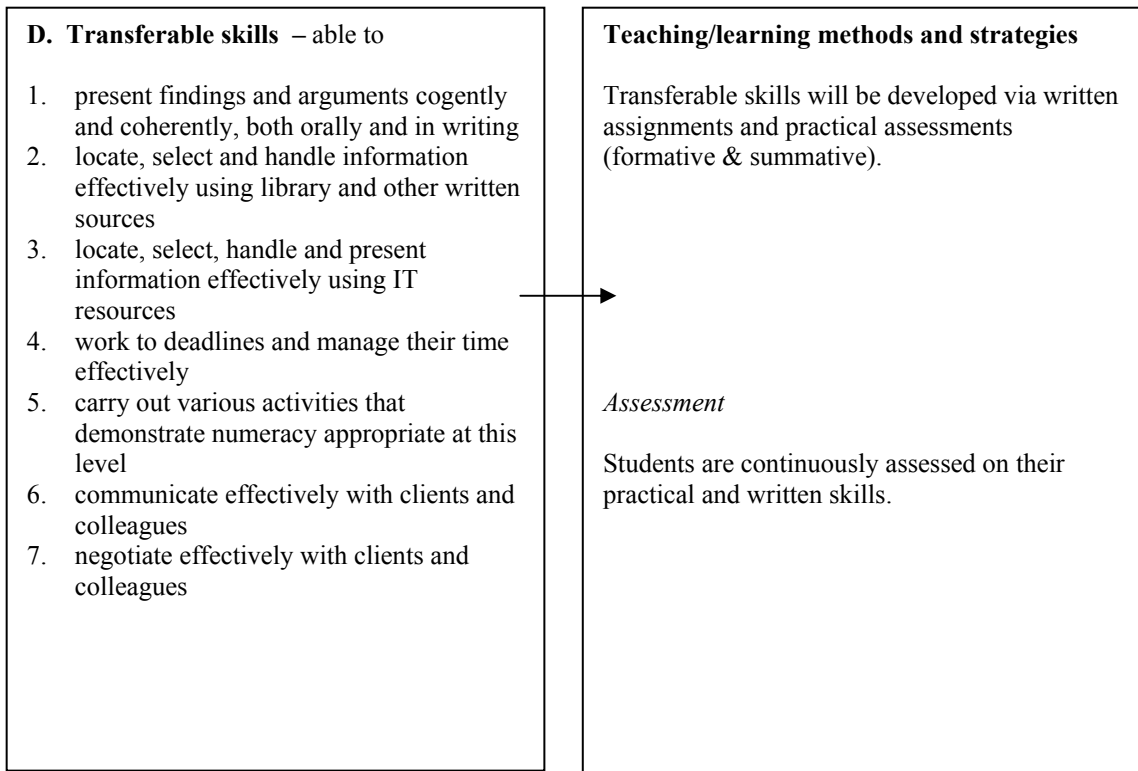 D. Transferable skills – able to
1. present findings and arguments cogently
and coherently, both orally and in writing
2. locate, select and handle information
effectively using library and other written
sources
3. locate, select, handle and present
information effectively using IT
resources
4. work to deadlines and manage their time
effectively
5. carry out various activities that
demonstrate numeracy appropriate at this
level
6. communicate effectively with clients and
colleagues
7. negotiate effectively with clients and
colleagues
Teaching/learning methods and strategies
Transferable skills will be developed via written
assignments and practical assessments
(formative & summative).
Assessment
Students are continuously assessed on their
practical and written skills.